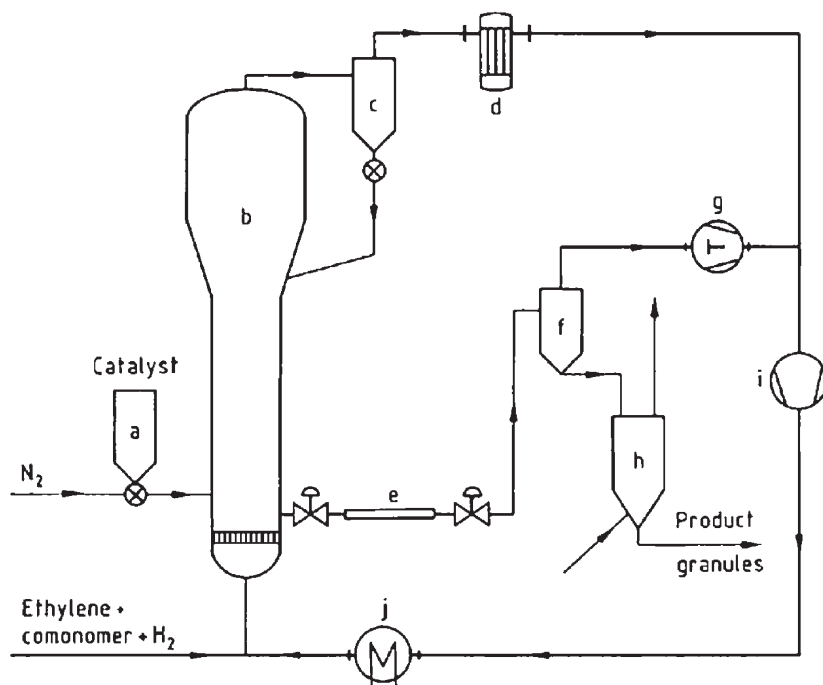 c
d
b
g
f
Catalyst
i
a
h
N₂
e
Product
granules
Ethylene +
comonomer + H₂
j